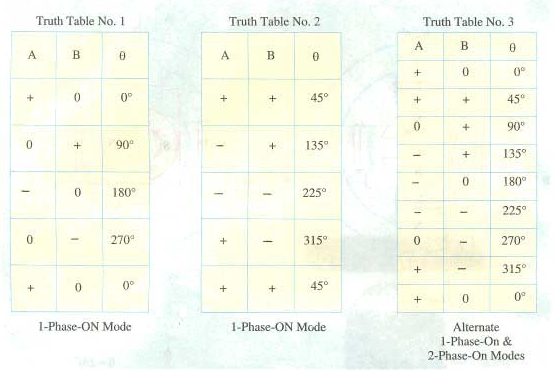 Truth Table No. 1
A B θ
+ 0 0°
0 + 90°
− 0 180°
0 − 270°
+ 0 0°
1-Phase-ON Mode
Truth Table No. 2
A B θ
+ + 45°
− + 135°
− − 225°
+ − 315°
+ + 45°
1-Phase-ON Mode
Truth Table No. 3
A B θ
+ 0 0°
+ + 45°
0 + 90°
− + 135°
− 0 180°
− − 225°
0 − 270°
+ − 315°
+ 0 0°
Alternate
1-Phase-On &
2-Phase-On Modes